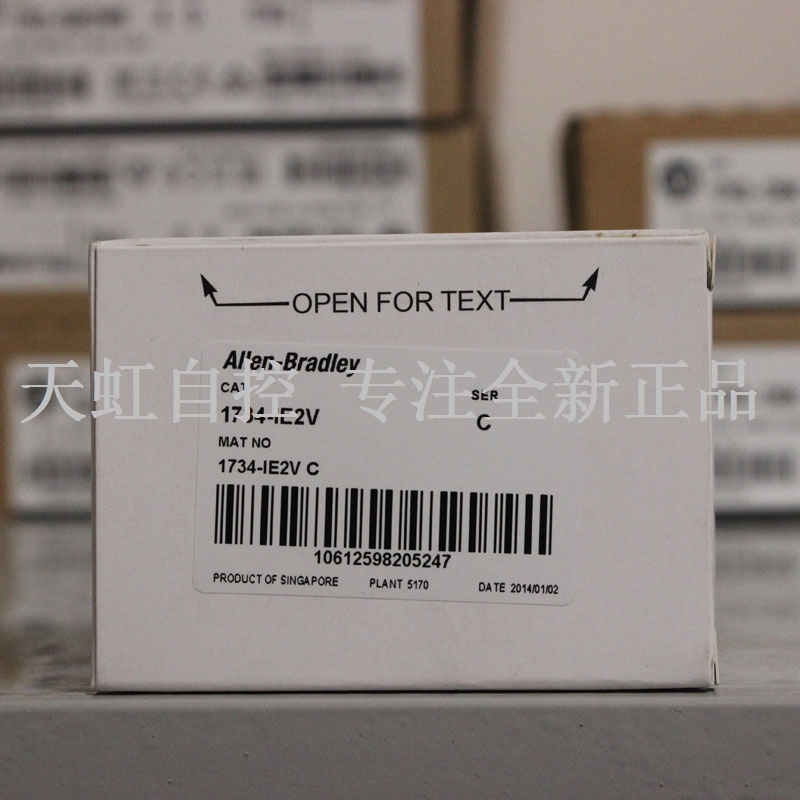 OPEN FOR TEXT
Allen-Bradley
天虹自控 专注全新正品
CAT
SER
1734-IE2V
C
MAT NO
1734-IE2V C
10612598205247
PRODUCT OF SINGAPORE PLANT 5170 DATE 2014/01/02